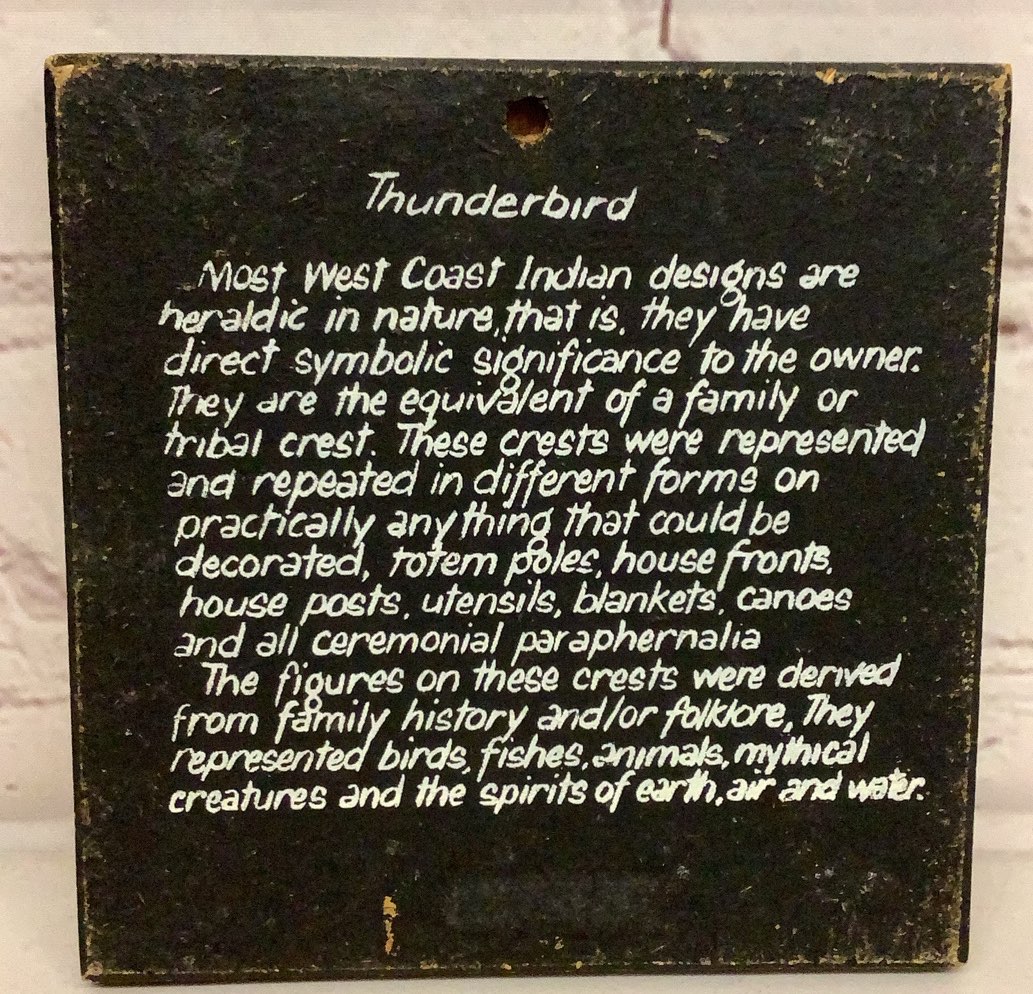 Thunderbird
Most West Coast Indian designs are
heraldic in nature, that is, they have
direct symbolic significance to the owner.
They are the equivalent of a family or
tribal crest. These crests were represented
and repeated in different forms on
practically anything that could be
decorated, totem poles, house fronts,
house posts, utensils, blankets, canoes
and all ceremonial paraphernalia
The figures on these crests were derived
from family history and/or folklore, They
represented birds, fishes, animals, mythical
creatures and the spirits of earth, air and water.